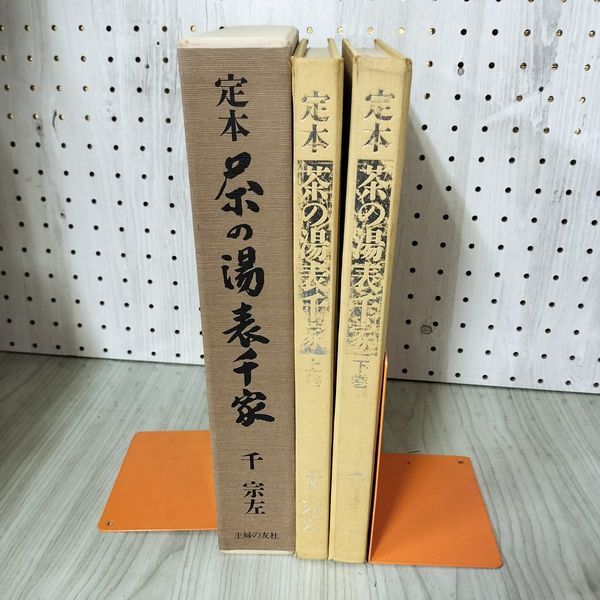 定本
茶の湯表千家
千 宗左
主婦の友社
定本
茶の湯表千家
上巻
定本
茶の湯表千家
下巻